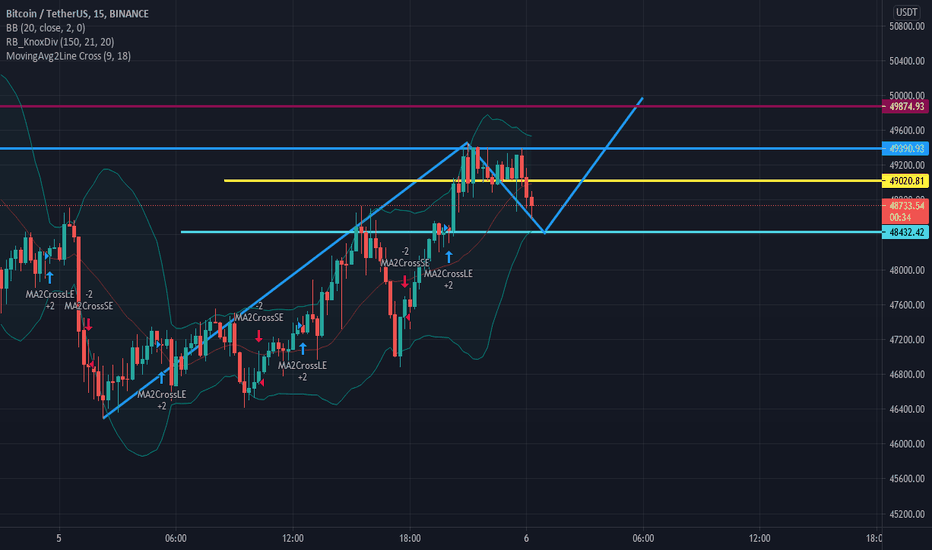 Bitcoin / TetherUS, 15, BINANCE
BB (20, close, 2, 0)
RB_KnoxDiv (150, 21, 20)
MovingAvg2Line Cross (9, 18)
USDT
50800.00
50400.00
50000.00
49874.93
49600.00
49390.93
49200.00
49020.81
48733.54
00:34
48432.42
48000.00
47600.00
47200.00
46800.00
46400.00
46000.00
45600.00
45200.00
MA2CrossLE
+2
-2
MA2CrossSE
MA2CrossLE
+2
-2
MA2CrossSE
MA2CrossLE
+2
-2
MA2CrossSE
MA2CrossLE
+2
5
06:00
12:00
18:00
6
06:00
12:00
18:0